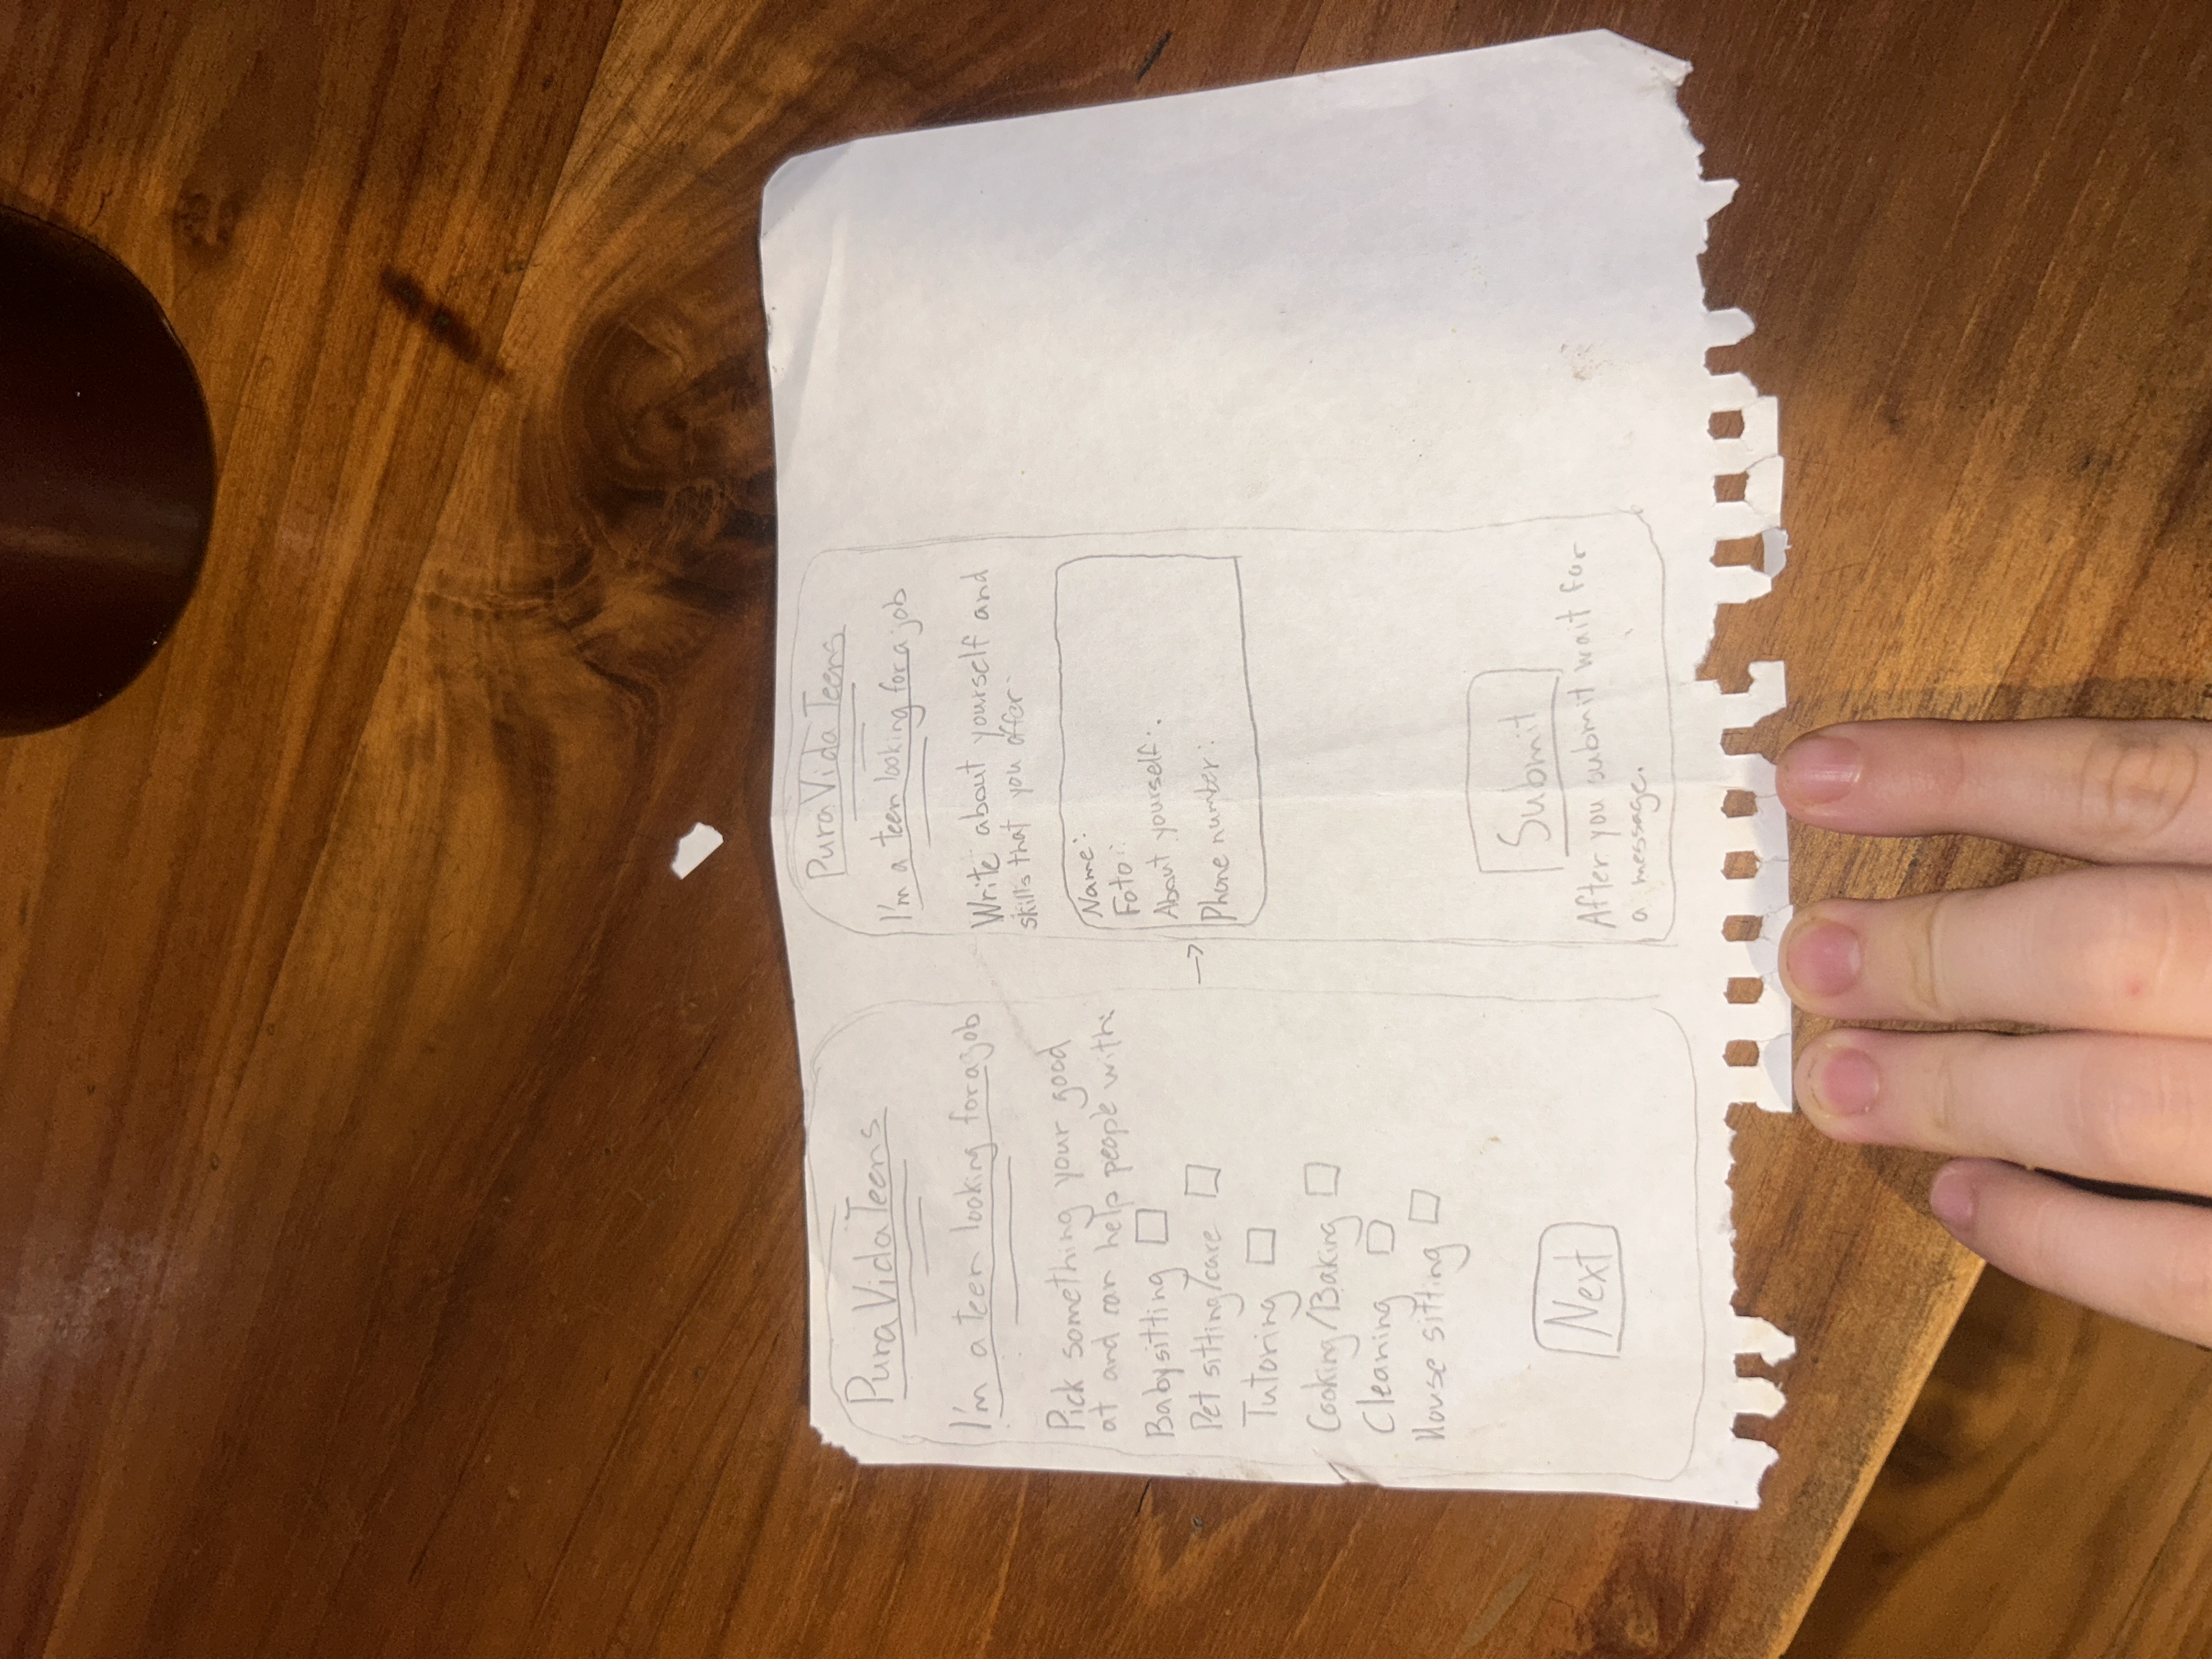 Pura Vida Teens
I'm a teen looking for a job
Pick something your good
at and can help people with:
Babysitting
Pet sitting/care
Tutoring
Cooking/Baking
Cleaning
House sitting
Next
→
Pura Vida Teens
I'm a teen looking for a job
Write about yourself and
skills that you offer:
Name:
Foto:
About yourself:
Phone number:
Submit
After you submit wait for
a message.